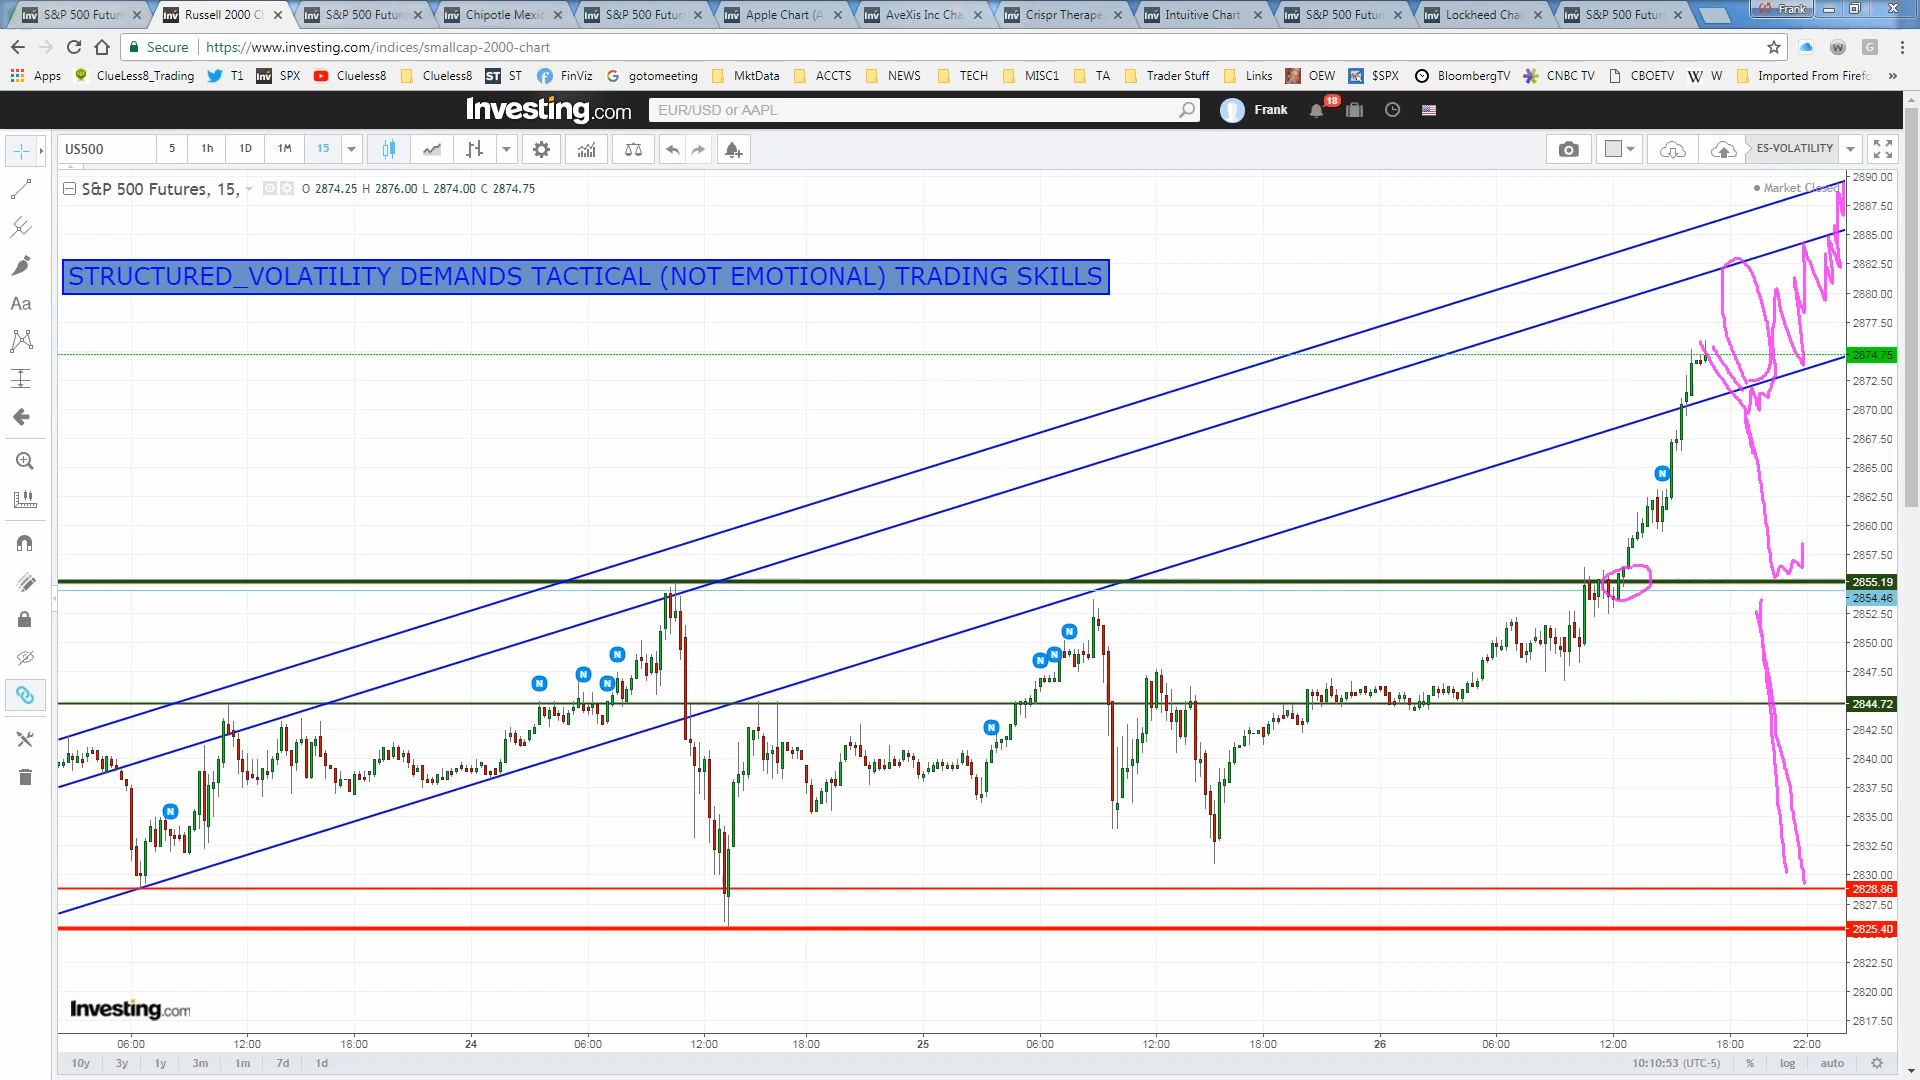 S&P 500 Futur
Russell 2000 C
S&P 500 Futur
Chipotle Mexic
S&P 500 Futur
Apple Chart (A
AveXis Inc Cha
Crispr Therape
Intuitive Chart
S&P 500 Futur
Lockheed Char
S&P 500 Futur
Frank
Secure
https://www.investing.com/indices/smallcap-2000-chart
Apps
ClueLess8_Trading
T1
SPX
Clueless8
Clueless8
ST
FinViz
gotomeeting
MktData
ACCTS
NEWS
TECH
MISC1
TA
Trader Stuff
Links
OEW
$SPX
BloombergTV
CNBC TV
CBOETV
W
Imported From Firefo
Investing.com
EUR/USD or AAPL
Frank
18
US500
5
1h
1D
1M
15
ES-VOLATILITY
S&P 500 Futures, 15,
O 2874.25 H 2876.00 L 2874.00 C 2874.75
Market Closed
STRUCTURED_VOLATILITY DEMANDS TACTICAL (NOT EMOTIONAL) TRADING SKILLS
2890.00
2887.50
2885.00
2882.50
2880.00
2877.50
2874.75
2872.50
2870.00
2867.50
2865.00
2862.50
2860.00
2857.50
2855.19
2854.46
2852.50
2850.00
2847.50
2844.72
2842.50
2840.00
2837.50
2835.00
2832.50
2830.00
2828.86
2827.50
2825.40
2822.50
2820.00
2817.50
N
N
N
N
N
N
N
N
N
N
Investing.com
06:00
12:00
18:00
24
06:00
12:00
18:00
25
06:00
12:00
18:00
26
06:00
12:00
18:00
22:00
10y
3y
1y
3m
1m
7d
1d
10:10:53 (UTC-5)
%
log
auto